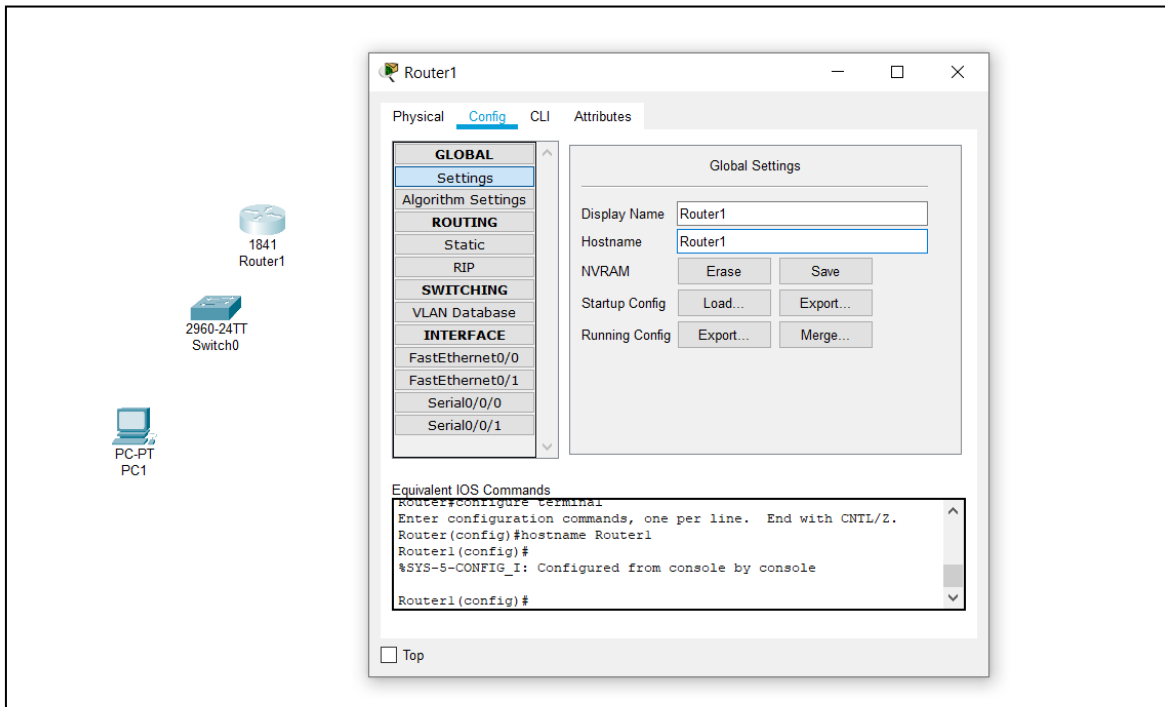 Router1
Physical Config CLI Attributes
GLOBAL
Settings
Algorithm Settings
ROUTING
Static
RIP
SWITCHING
VLAN Database
INTERFACE
FastEthernet0/0
FastEthernet0/1
Serial0/0/0
Serial0/0/1
Global Settings
Display Name Router1
Hostname Router1
NVRAM Erase Save
Startup Config Load... Export...
Running Config Export... Merge...
Equivalent IOS Commands
Router#configure terminal
Enter configuration commands, one per line. End with CNTL/Z.
Router(config)#hostname Router1
Router1(config)#
%SYS-5-CONFIG_I: Configured from console by console
Router1(config)#
Top
1841
Router1
2960-24TT
Switch0
PC-PT
PC1